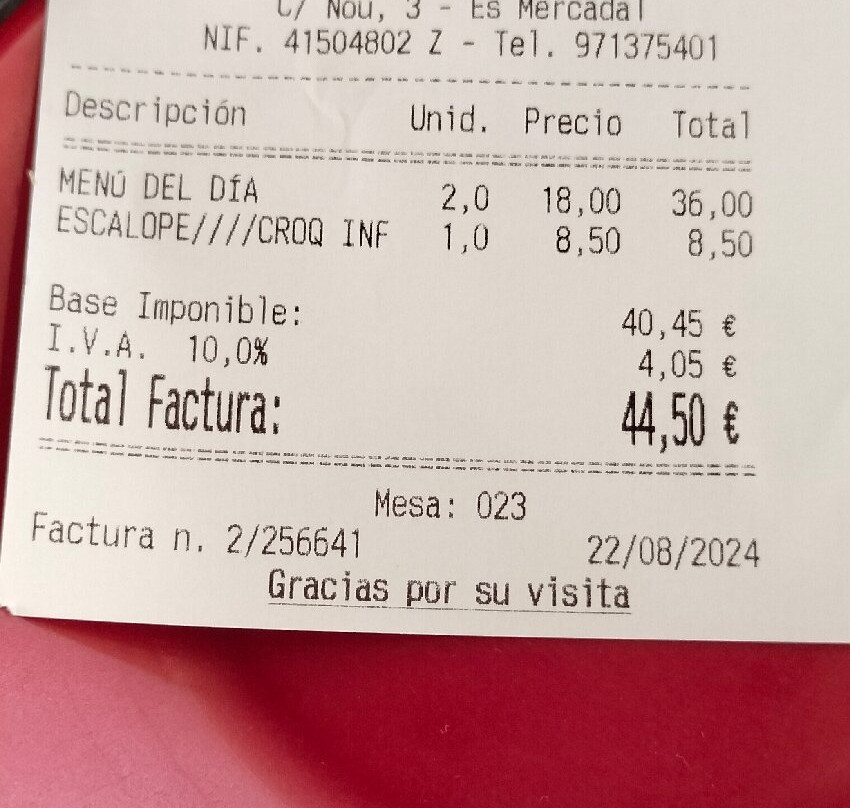 C/ Nou, 3 - Es Mercadal
NIF. 41504802 Z - Tel. 971375401
Descripción Unid. Precio Total
MENÚ DEL DÍA 2,0 18,00 36,00
ESCALOPE////CROQ INF 1,0 8,50 8,50
Base Imponible: 40,45 €
I.V.A. 10,0% 4,05 €
Total Factura: 44,50 €
Mesa: 023
Factura n. 2/256641 22/08/2024
Gracias por su visita